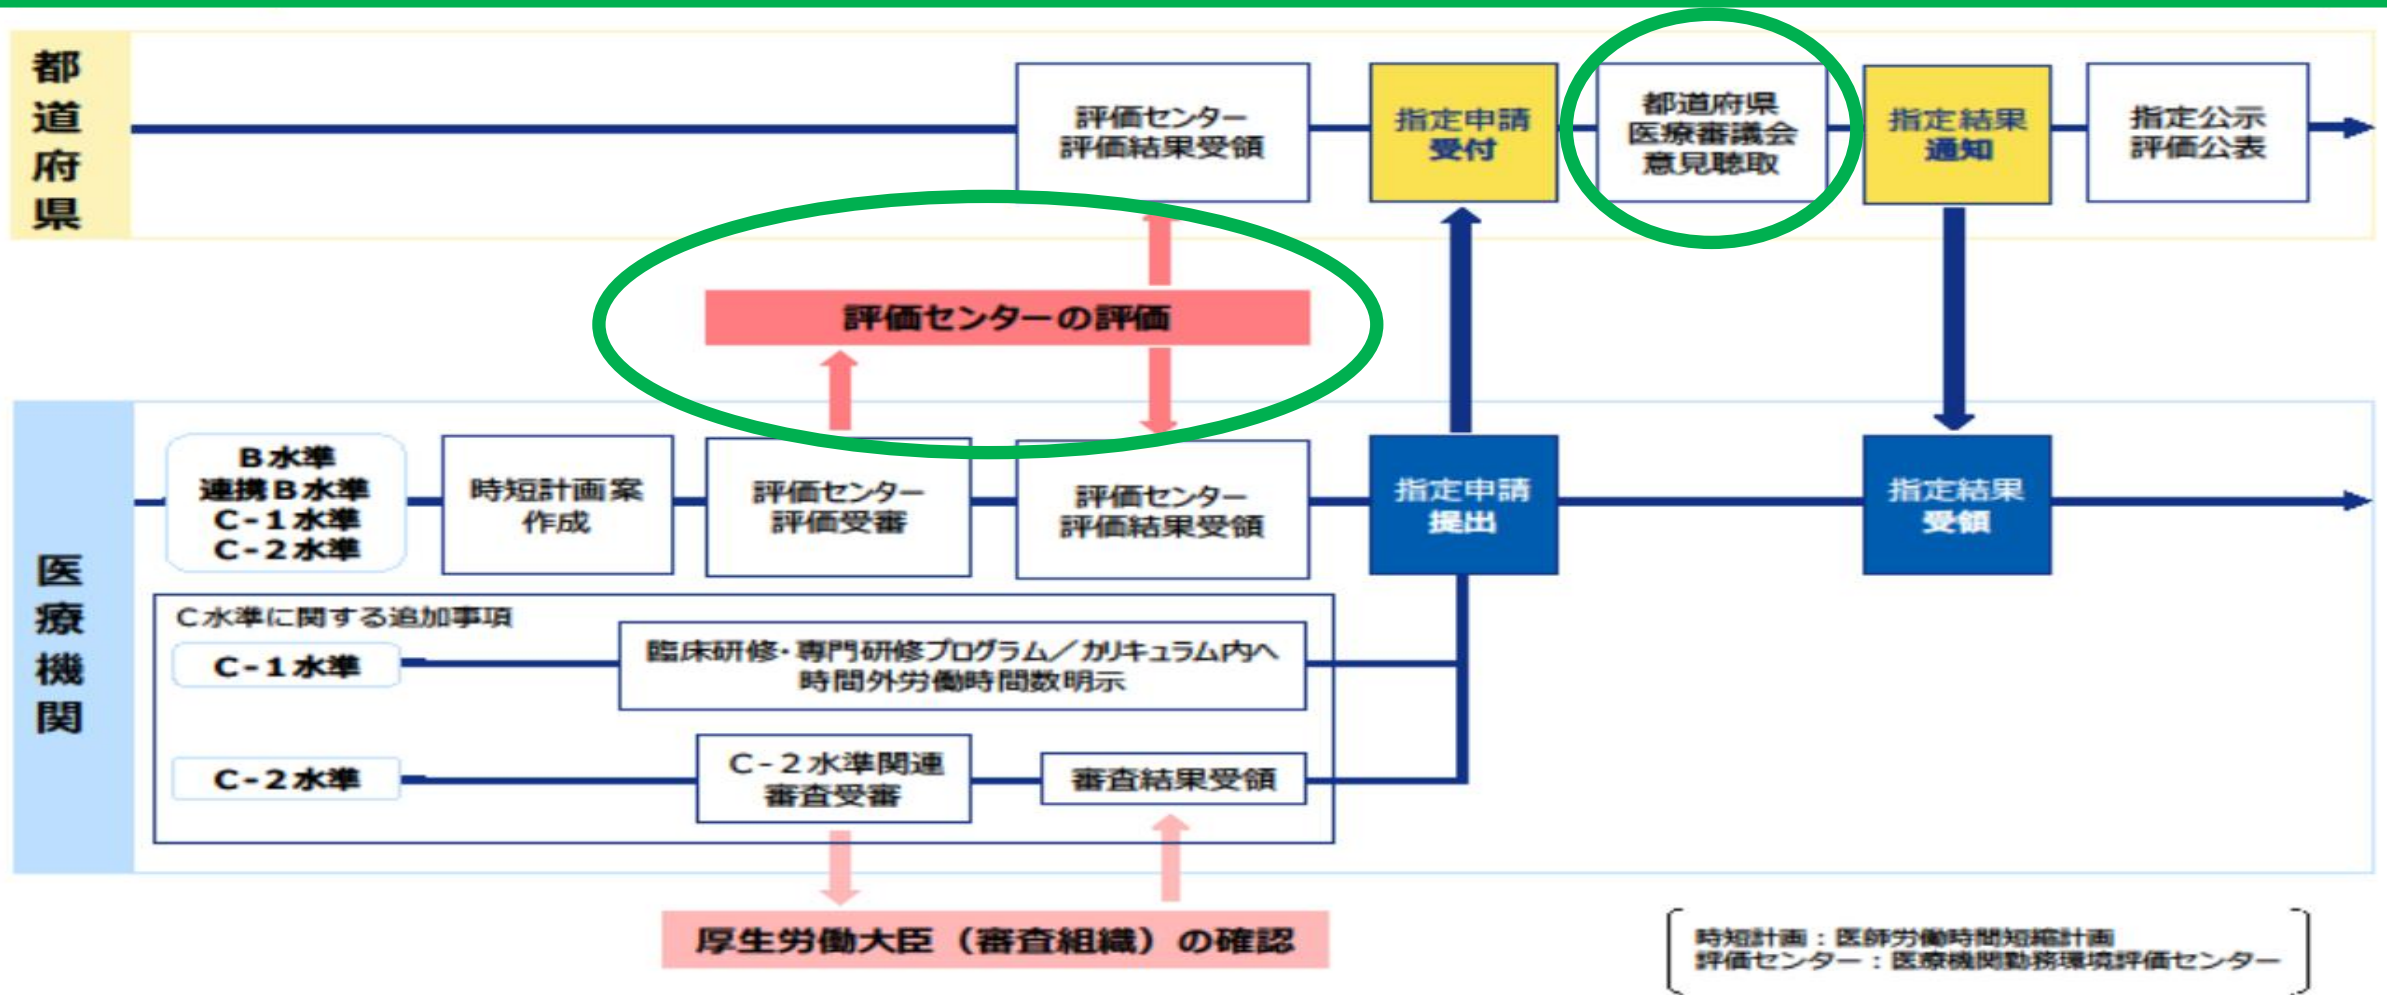 都道府県
評価センター
評価結果受領
指定申請
受付
都道府県
医療審議会
意見聴取
指定結果
通知
指定公示
評価公表
評価センターの評価
医療機関
B水準
連携B水準
C-1水準
C-2水準
時短計画案
作成
評価センター
評価受審
評価センター
評価結果受領
指定申請
提出
指定結果
受領
C水準に関する追加事項
C-1水準
臨床研修・専門研修プログラム／カリキュラム内へ
時間外労働時間数明示
C-2水準
C-2水準関連
審査受審
審査結果受領
厚生労働大臣（審査組織）の確認
時短計画：医師労働時間短縮計画
評価センター：医療機関勤務環境評価センター